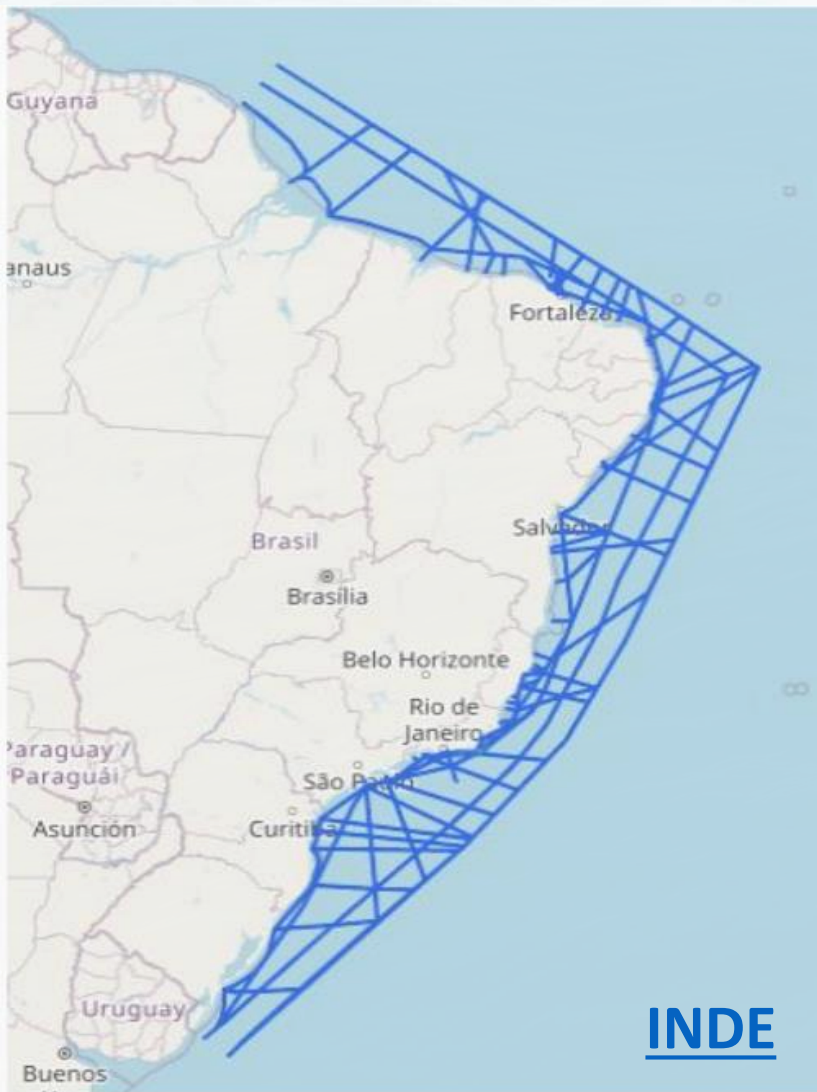 Guyana
anaus
Fortaleza
Salvador
Brasil
Brasília
Belo Horizonte
Rio de
Janeiro
Paraguay /
Paraguái
São Paulo
Asunción
Curitiba
Uruguay
INDE
Buenos